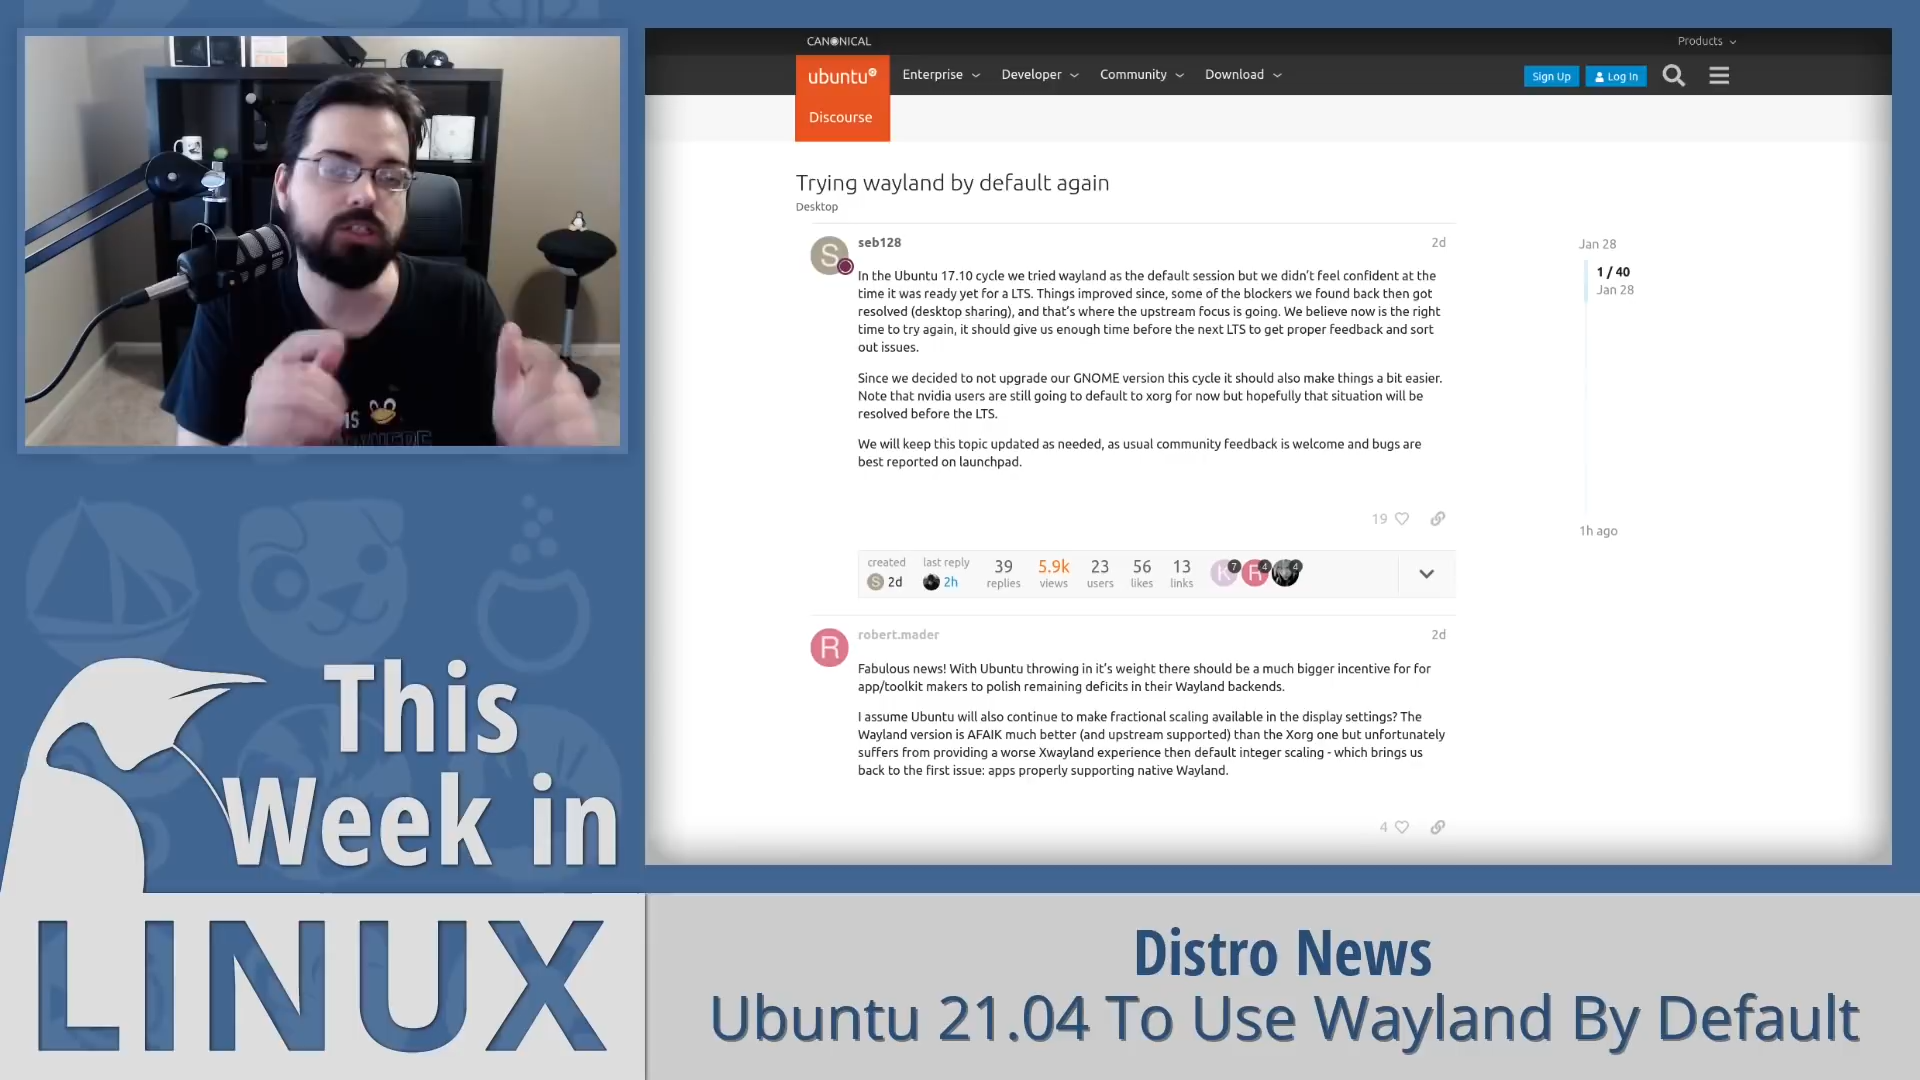 CANONICAL
Products
ubuntu
Enterprise
Developer
Community
Download
Sign Up
Log In
Discourse
Trying wayland by default again
Desktop
S
seb128
2d
In the Ubuntu 17.10 cycle we tried wayland as the default session but we didn't feel confident at the
time it was ready yet for a LTS. Things improved since, some of the blockers we found back then got
resolved (desktop sharing), and that's where the upstream focus is going. We believe now is the right
time to try again, it should give us enough time before the next LTS to get proper feedback and sort
out issues.
Since we decided to not upgrade our GNOME version this cycle it should also make things a bit easier.
Note that nvidia users are still going to default to xorg for now but hopefully that situation will be
resolved before the LTS.
We will keep this topic updated as needed, as usual community feedback is welcome and bugs are
best reported on launchpad.
19
Jan 28
1 / 40
Jan 28
1h ago
created
S 2d
last reply
2h
39
replies
5.9k
views
23
users
56
likes
13
links
K 7
R 4
4
R
robert.mader
2d
Fabulous news! With Ubuntu throwing in it's weight there should be a much bigger incentive for for
app/toolkit makers to polish remaining deficits in their Wayland backends.
I assume Ubuntu will also continue to make fractional scaling available in the display settings? The
Wayland version is AFAIK much better (and upstream supported) than the Xorg one but unfortunately
suffers from providing a worse Xwayland experience then default integer scaling - which brings us
back to the first issue: apps properly supporting native Wayland.
4
This
Week in
LINUX
Distro News
Ubuntu 21.04 To Use Wayland By Default